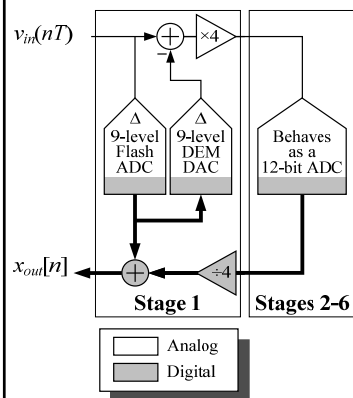 v_in(nT)
−
×4
Δ
9-level
Flash
ADC
Δ
9-level
DEM
DAC
Behaves
as a
12-bit ADC
x_out[n]
÷4
Stage 1
Stages 2-6
Analog
Digital